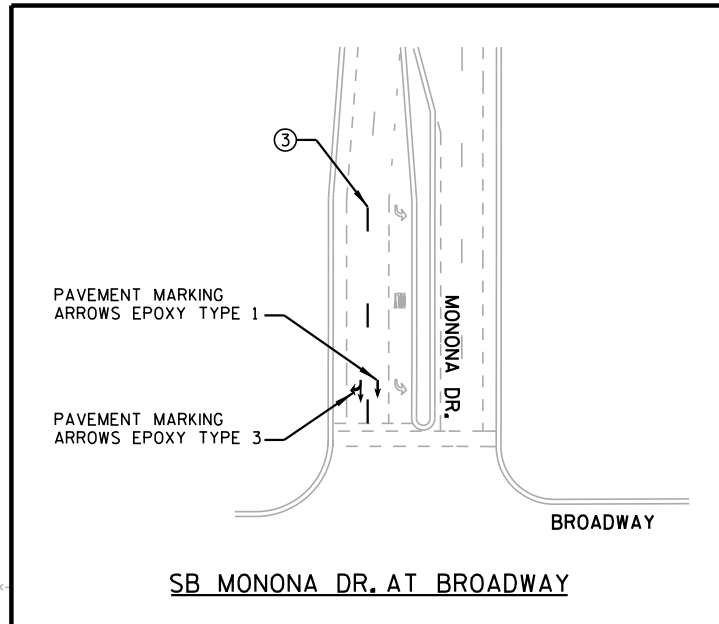 3
PAVEMENT MARKING
ARROWS EPOXY TYPE 1
MONONA DR.
PAVEMENT MARKING
ARROWS EPOXY TYPE 3
BROADWAY
SB MONONA DR. AT BROADWAY